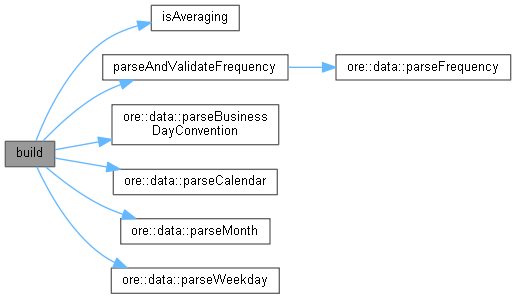 isAveraging
parseAndValidateFrequency
ore::data::parseFrequency
ore::data::parseBusiness
DayConvention
build
ore::data::parseCalendar
ore::data::parseMonth
ore::data::parseWeekday